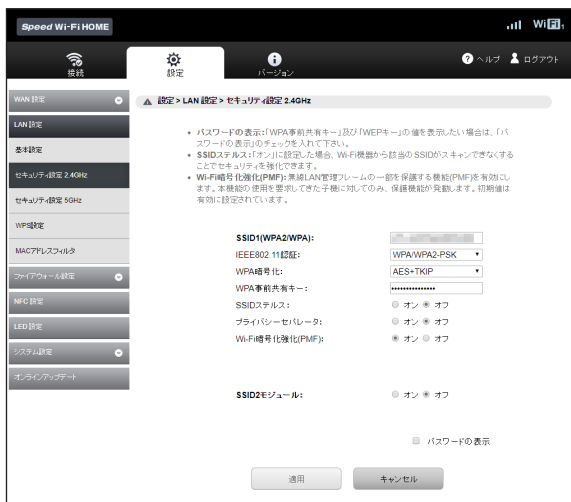 Speed Wi-Fi HOME
WiFi
接続
設定
バージョン
ヘルプ
ログアウト
WAN 設定
設定 > LAN 設定 > セキュリティ設定 2.4GHz
LAN 設定
基本設定
セキュリティ設定 2.4GHz
セキュリティ設定 5GHz
WPS設定
MACアドレスフィルタ
ファイアウォール設定
NFC 設定
LED 設定
システム設定
オンラインアップデート
• パスワードの表示:「WPA事前共有キー」及び「WEPキー」の値を表示したい場合は、「パ
スワードの表示」のチェックを入れて下さい。
• SSIDステルス:「オン」に設定した場合、Wi-Fi機器から該当のSSIDがスキャンできなくする
ことでセキュリティを強化できます。
• Wi-Fi暗号化強化(PMF): 無線LAN管理フレームの一部を保護する機能(PMF)を有効にし
ます。本機能の使用を要求してきた子機に対してのみ、保護機能が発動します。初期値は
有効に設定されています。
SSID1(WPA2/WPA):
IEEE802.11認証: WPA/WPA2-PSK
WPA暗号化: AES+TKIP
WPA事前共有キー: •••••••••••••••
SSIDステルス: オン オフ
プライバシーセパレータ: オン オフ
Wi-Fi暗号化強化(PMF): オン オフ
SSID2モジュール: オン オフ
パスワードの表示
適用 キャンセル